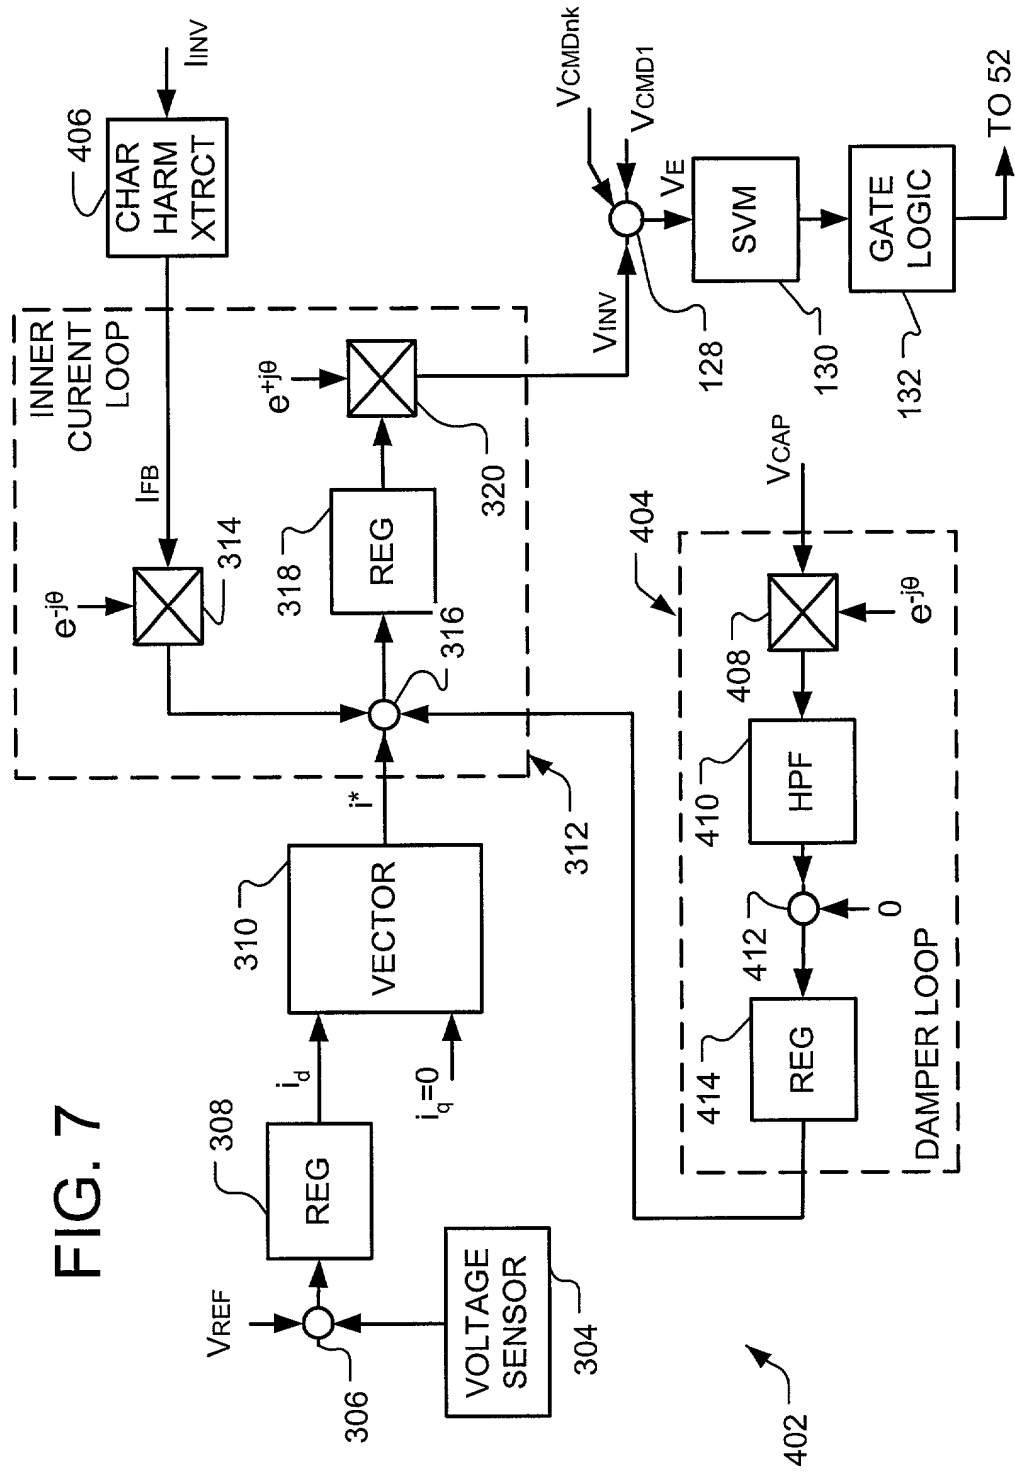 FIG. 7
VREF
306
VOLTAGE
SENSOR
304
REG
308
id
iq=0
VECTOR
310
i*
312
INNER
CURENT
LOOP
e-jθ
314
IFB
CHAR
HARM
XTRCT
406
IINV
316
REG
318
e+jθ
320
VINV
VCMDnk
VCMD1
128
VE
SVM
130
GATE
LOGIC
132
TO 52
404
VCAP
408
e-jθ
HPF
410
412
0
REG
414
DAMPER LOOP
402